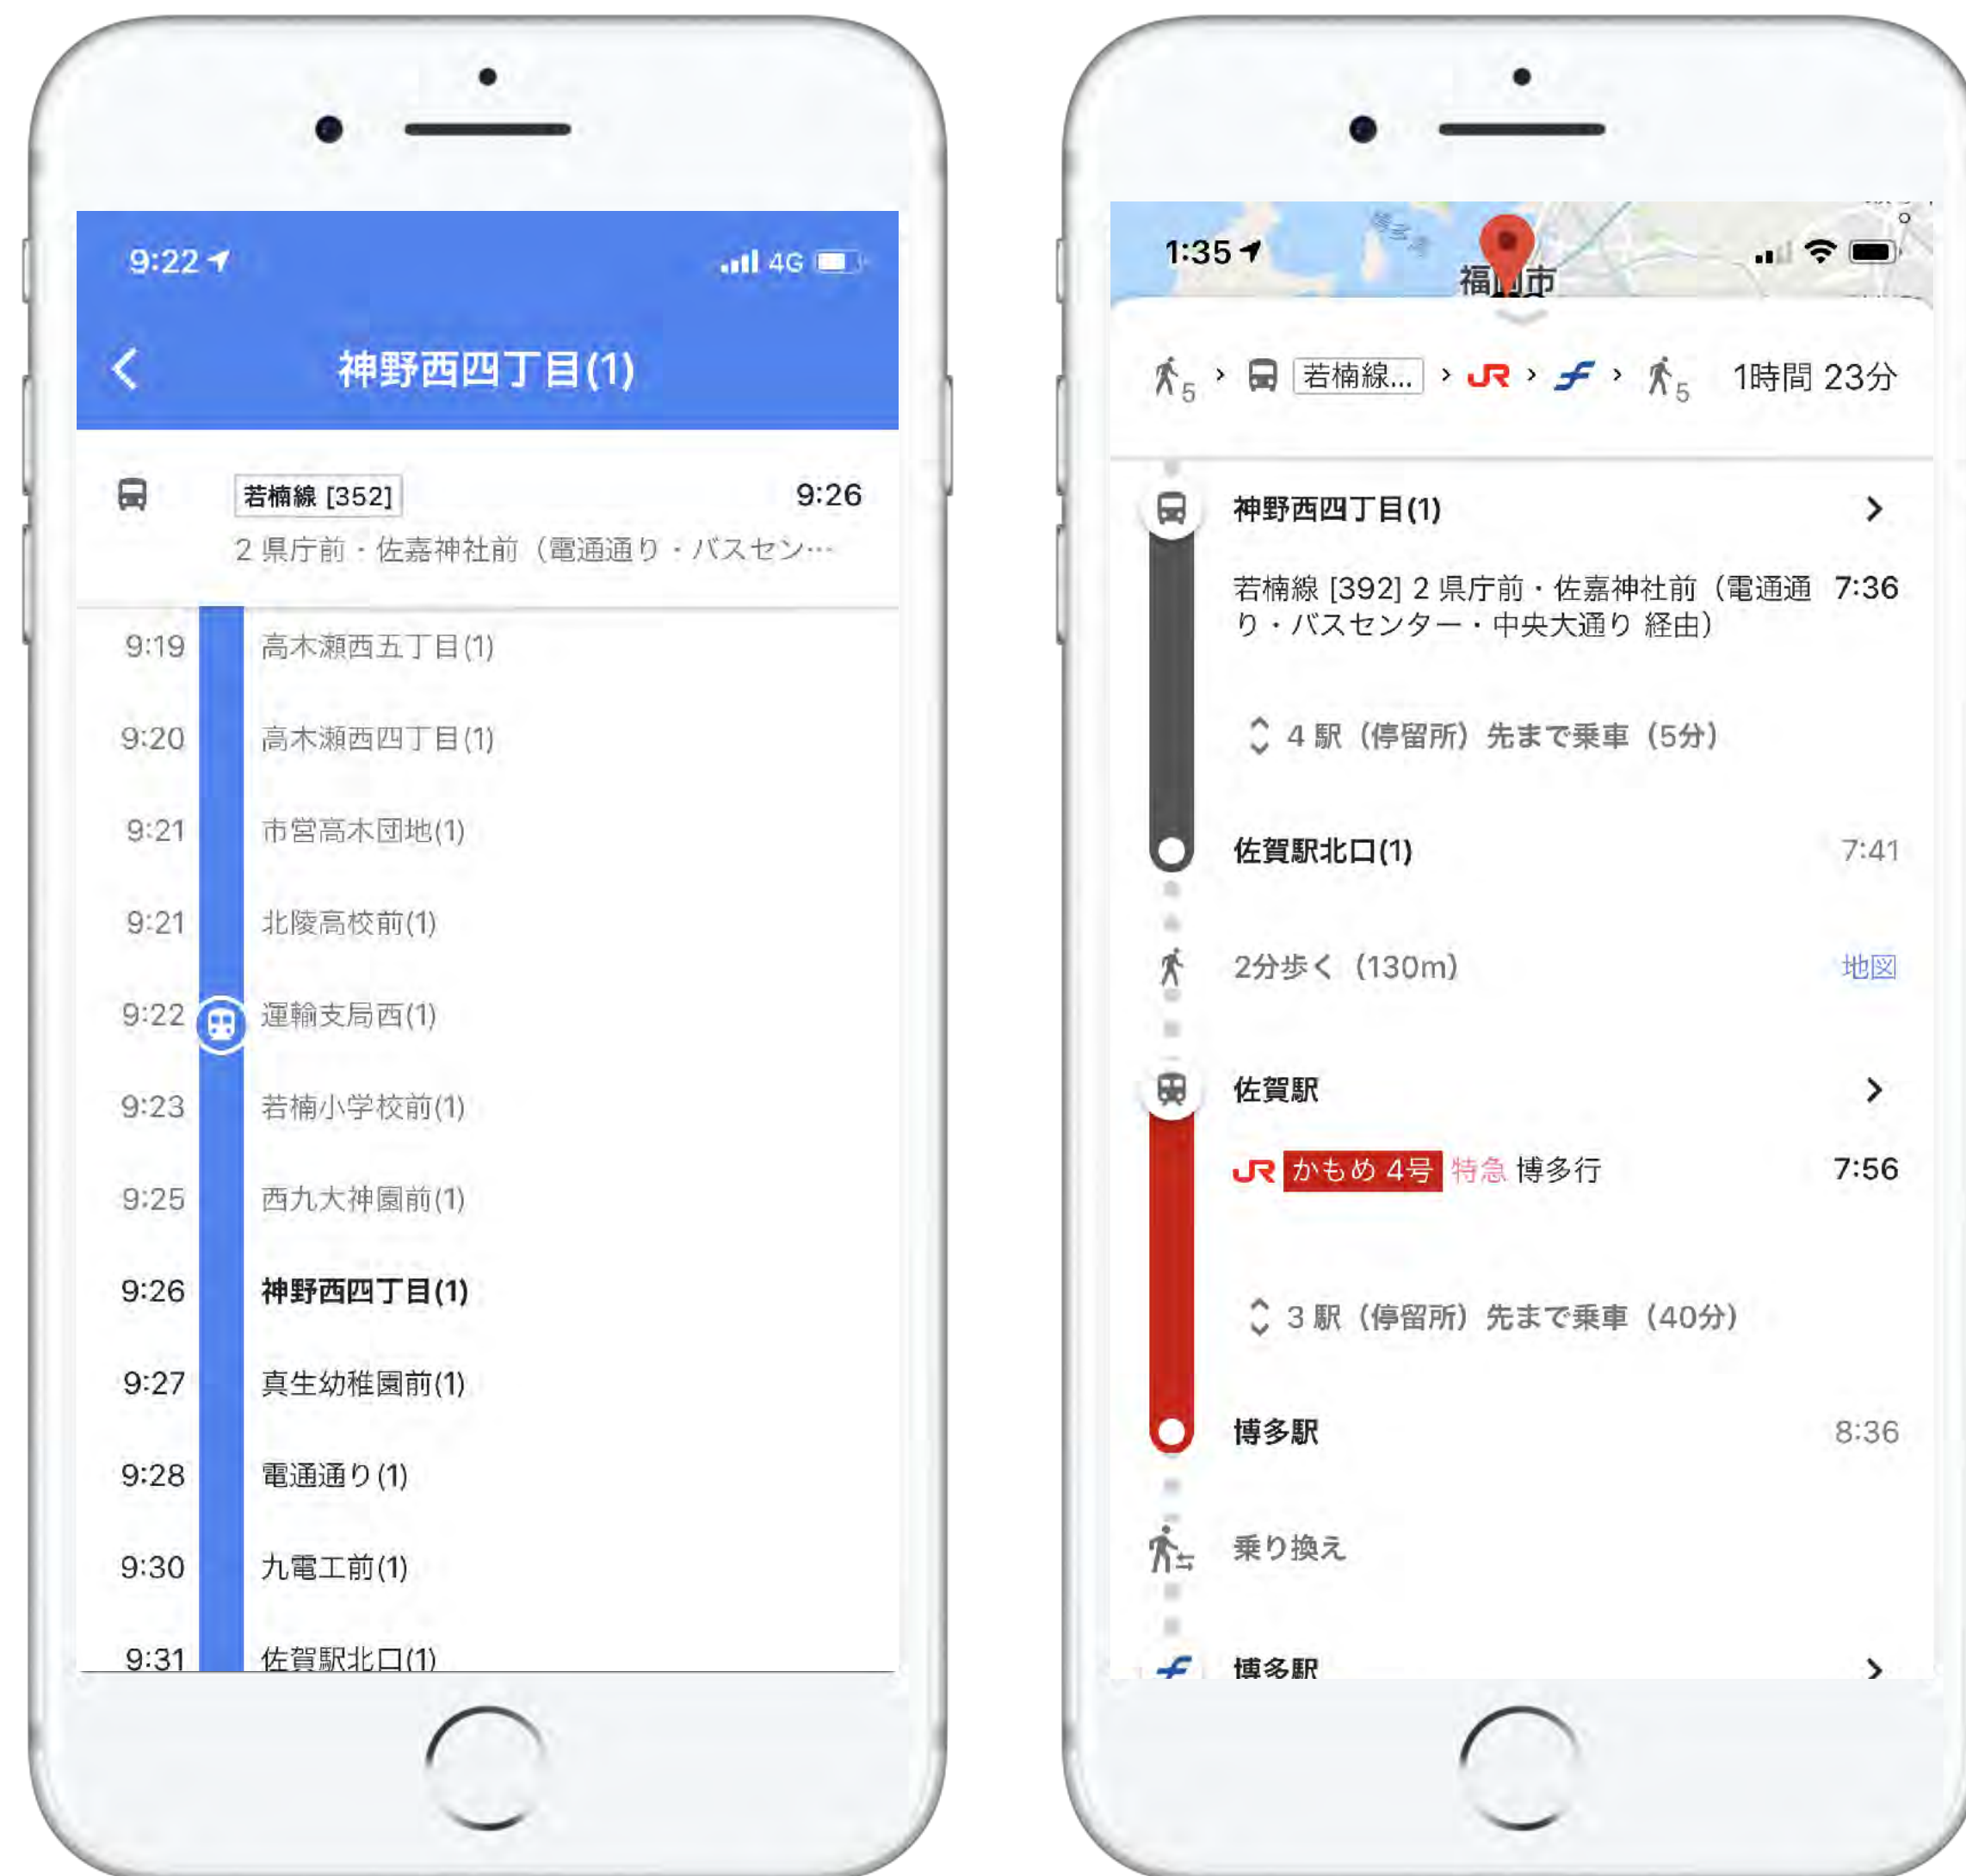 9:22
4G
神野西四丁目(1)
若楠線 [352]
9:26
2 県庁前・佐嘉神社前（電通通り・バスセン…
9:19 高木瀬西五丁目(1)
9:20 高木瀬西四丁目(1)
9:21 市営高木団地(1)
9:21 北陵高校前(1)
9:22 運輸支局西(1)
9:23 若楠小学校前(1)
9:25 西九大神園前(1)
9:26 神野西四丁目(1)
9:27 真生幼稚園前(1)
9:28 電通通り(1)
9:30 九電工前(1)
9:31 佐賀駅北口(1)
1:35
福岡市
5 若楠線... JR 5 1時間 23分
神野西四丁目(1)
若楠線 [392] 2 県庁前・佐嘉神社前（電通通 7:36
り・バスセンター・中央大通り 経由）
4 駅（停留所）先まで乗車（5分）
佐賀駅北口(1) 7:41
2分歩く（130m） 地図
佐賀駅
JR かもめ 4号 特急 博多行 7:56
3 駅（停留所）先まで乗車（40分）
博多駅 8:36
乗り換え
博多駅